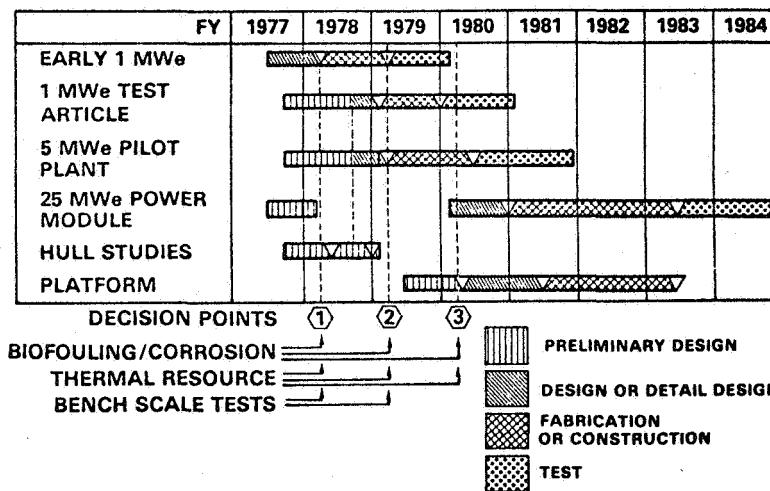 FY 1977 1978 1979 1980 1981 1982 1983 1984
EARLY 1 MWe
1 MWe TEST
ARTICLE
5 MWe PILOT
PLANT
25 MWe POWER
MODULE
HULL STUDIES
PLATFORM
DECISION POINTS 1 2 3
BIOFOULING/CORROSION
THERMAL RESOURCE
BENCH SCALE TESTS
PRELIMINARY DESIGN
DESIGN OR DETAIL DESIGN
FABRICATION
OR CONSTRUCTION
TEST